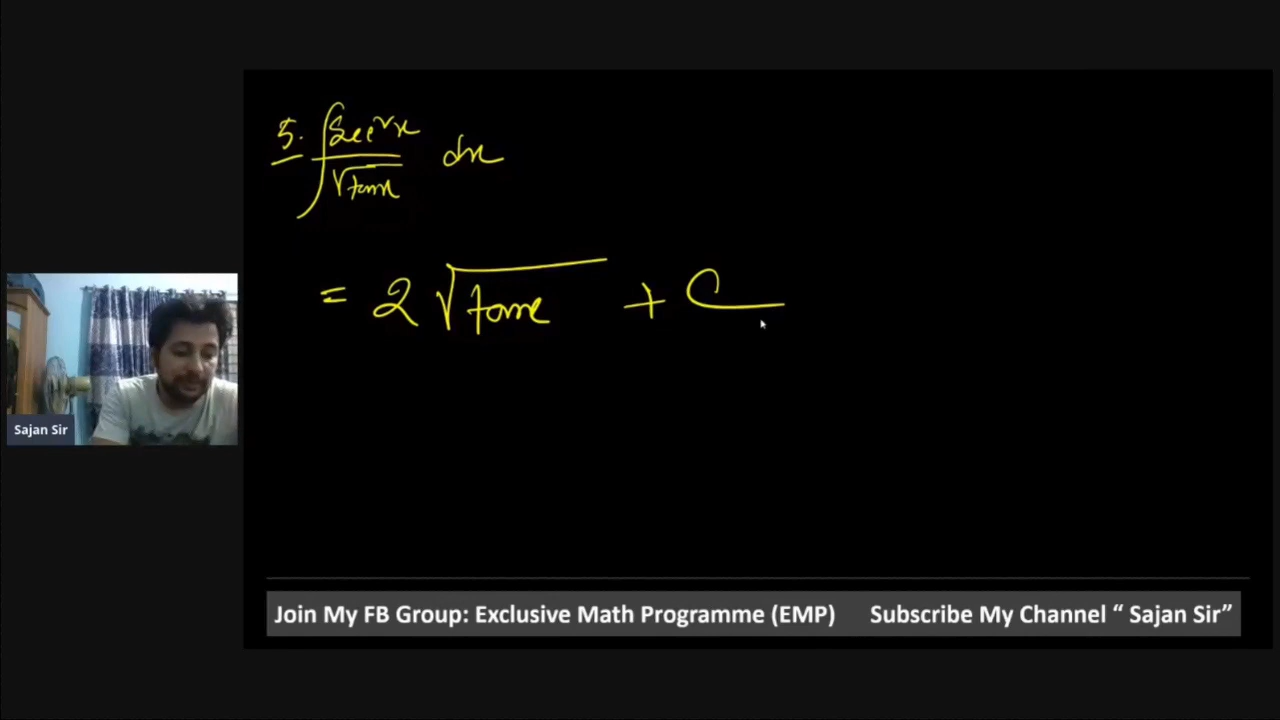 5. ∫ sec²x / √tanx dx
= 2 √tanx + C
Sajan Sir
Join My FB Group: Exclusive Math Programme (EMP) Subscribe My Channel “ Sajan Sir”